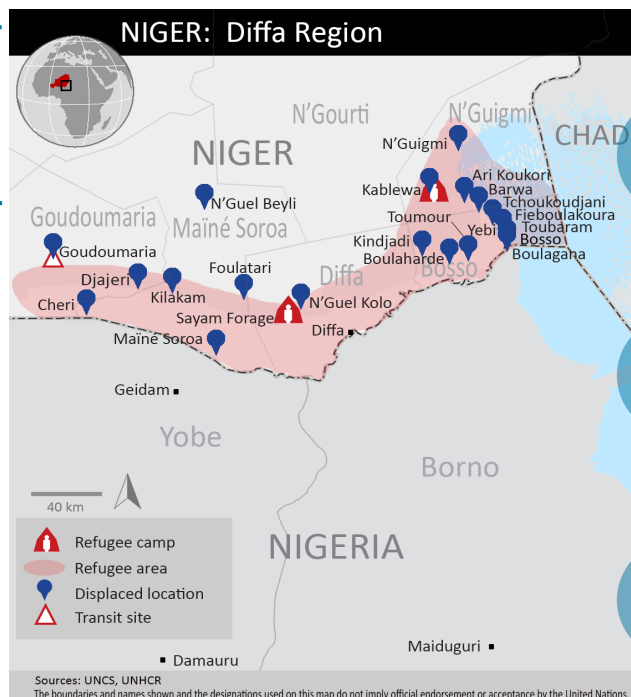 NIGER: Diffa Region
N'Gourti
N'Guigmi
CHAD
N'Guigmi
NIGER
Ari Koukori
Kablewa
Barwa
N'Guel Beyli
Tchoukoudjani
Goudoumaria
Toumour
Fieboulakoura
Maïné Soroa
Yebi
Toubaram
Kindjadi
Bosso
Goudoumaria
Boulaharde
Boulagana
Foulatari
Diffa
Bosso
Djajeri
Kilakam
N'Guel Kolo
Cheri
Sayam Forage
Diffa
Maïné Soroa
Geidam
Yobe
Borno
40 km
NIGERIA
Refugee camp
Refugee area
Displaced location
Transit site
Maiduguri
Damauru
Sources: UNCS, UNHCR
The boundaries and names shown and the designations used on this map do not imply official endorsement or acceptance by the United Nations.